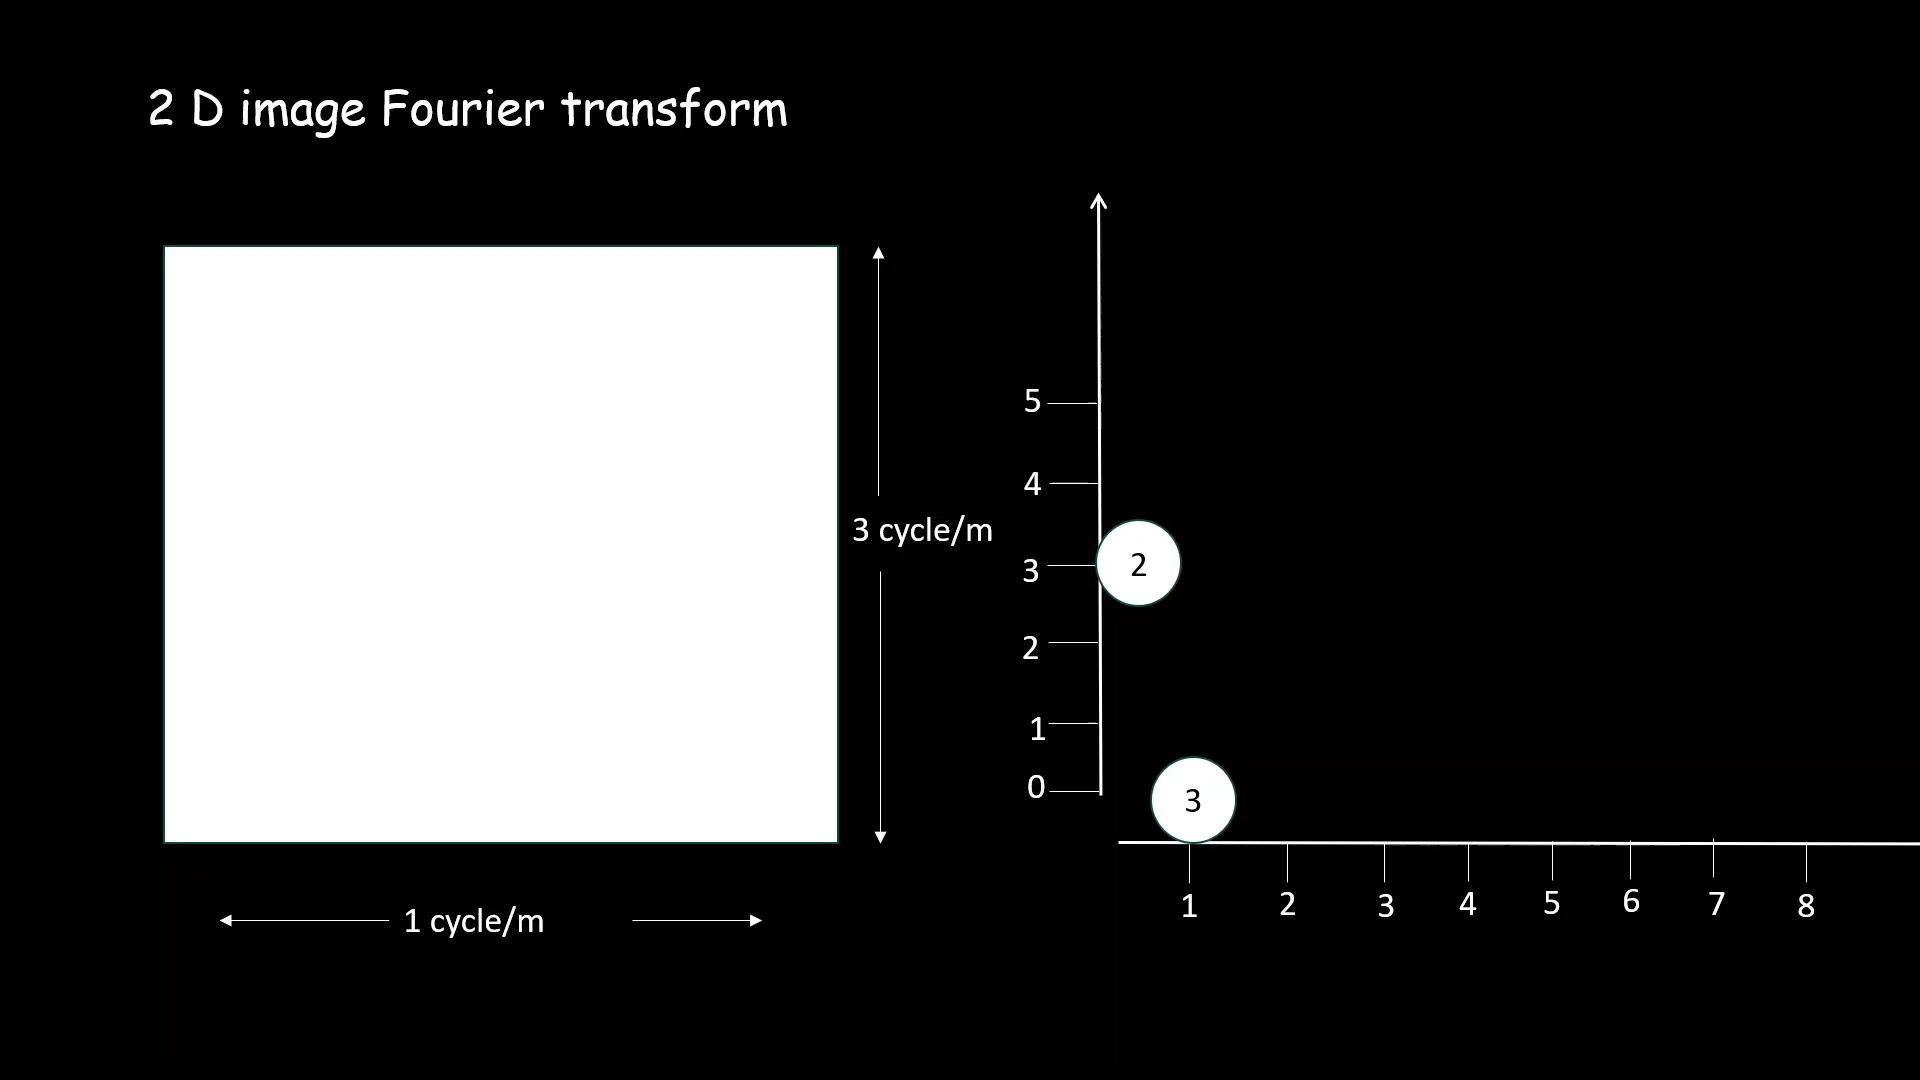 2 D image Fourier transform
5
4
3 cycle/m
3
2
2
1
0
3
1 cycle/m
1 2 3 4 5 6 7 8